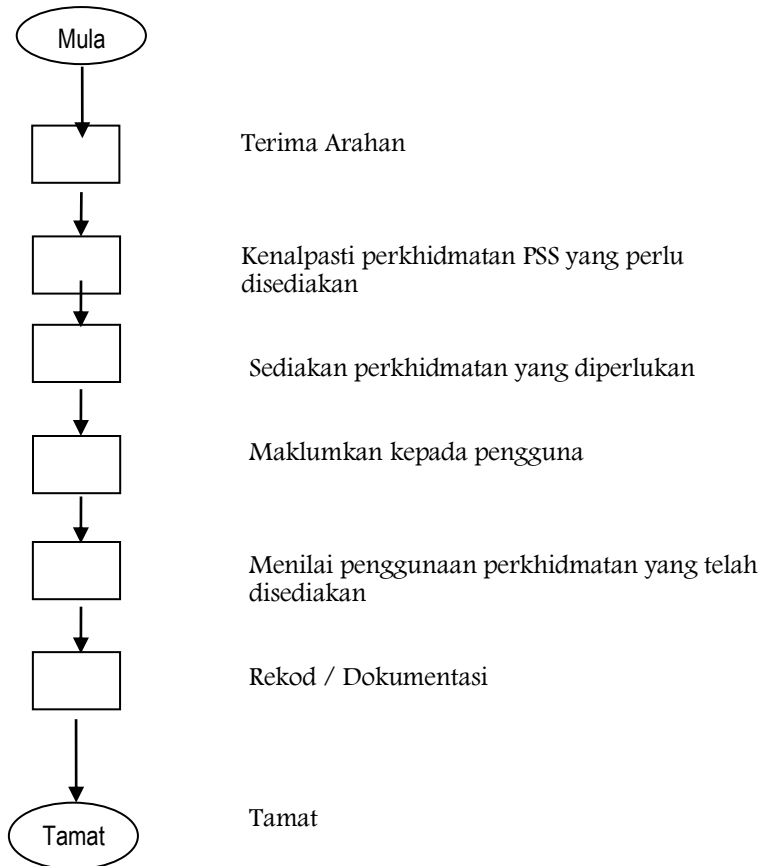 Mula
Terima Arahan
Kenalpasti perkhidmatan PSS yang perlu
disediakan
Sediakan perkhidmatan yang diperlukan
Maklumkan kepada pengguna
Menilai penggunaan perkhidmatan yang telah
disediakan
Rekod / Dokumentasi
Tamat
Tamat